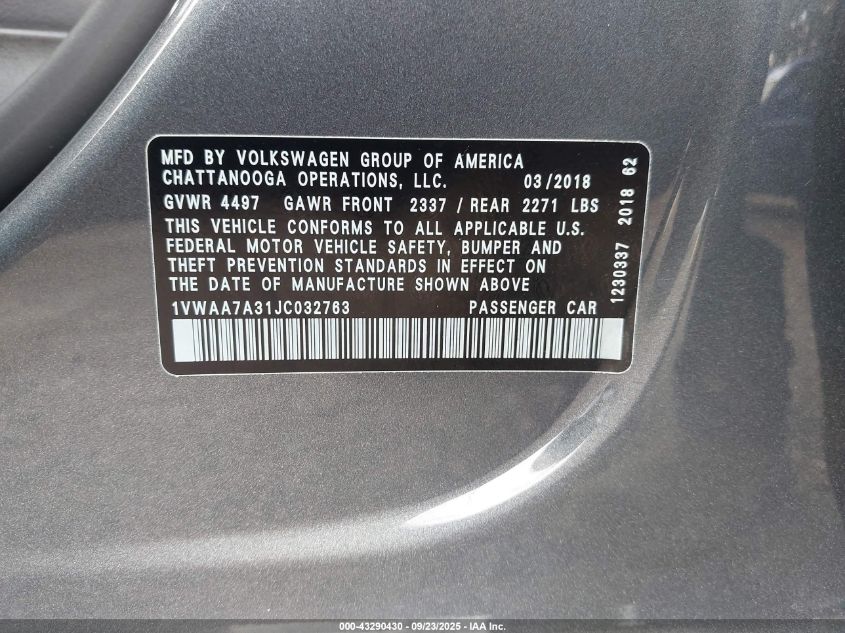 MFD BY VOLKSWAGEN GROUP OF AMERICA
CHATTANOOGA OPERATIONS, LLC. 03/2018
GVWR 4497 GAWR FRONT 2337 / REAR 2271 LBS
THIS VEHICLE CONFORMS TO ALL APPLICABLE U.S.
FEDERAL MOTOR VEHICLE SAFETY, BUMPER AND
THEFT PREVENTION STANDARDS IN EFFECT ON
THE DATE OF MANUFACTURE SHOWN ABOVE
1VWAA7A31JC032763 PASSENGER CAR
1230337 2018 62
000-43290430 - 09/23/2025 - IAA Inc.